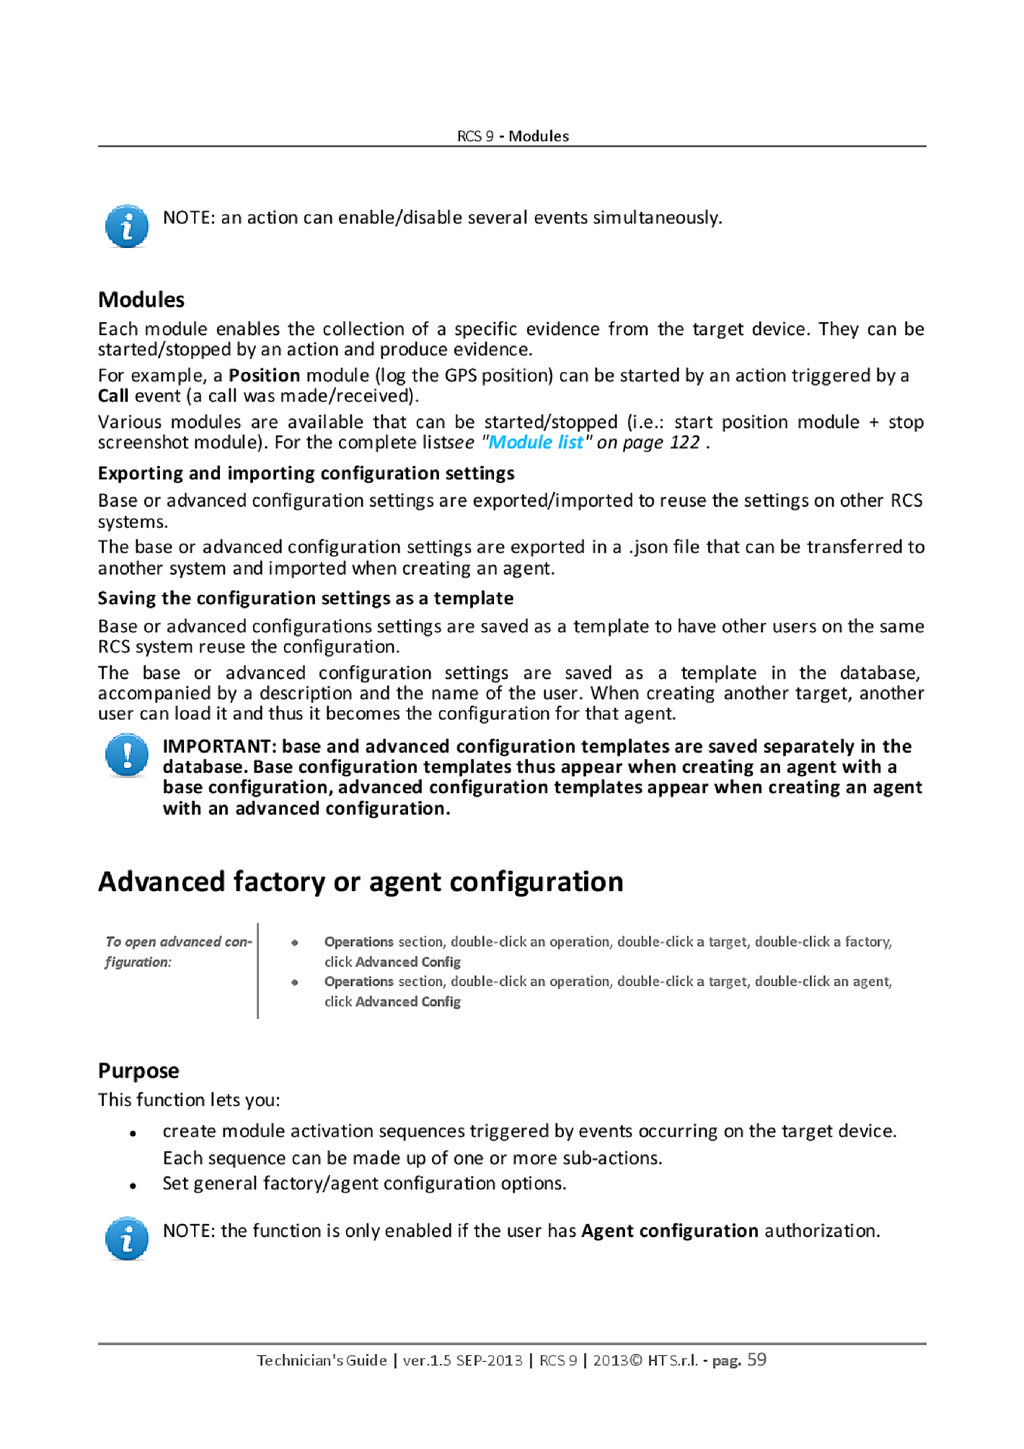 RCS 9 - Modules
NOTE: an action can enable/disable several events simultaneously.
Modules
Each module enables the collection of a specific evidence from the target device. They can be
started/stopped by an action and produce evidence.
For example, a Position module (log the GPS position) can be started by an action triggered by a
Call event (a call was made/received).
Various modules are available that can be started/stopped (i.e.: start position module + stop
screenshot module). For the complete listsee "Module list" on page 122 .
Exporting and importing configuration settings
Base or advanced configuration settings are exported/imported to reuse the settings on other RCS
systems.
The base or advanced configuration settings are exported in a .json file that can be transferred to
another system and imported when creating an agent.
Saving the configuration settings as a template
Base or advanced configurations settings are saved as a template to have other users on the same
RCS system reuse the configuration.
The base or advanced configuration settings are saved as a template in the database,
accompanied by a description and the name of the user. When creating another target, another
user can load it and thus it becomes the configuration for that agent.
IMPORTANT: base and advanced configuration templates are saved separately in the
database. Base configuration templates thus appear when creating an agent with a
base configuration, advanced configuration templates appear when creating an agent
with an advanced configuration.
Advanced factory or agent configuration
To open advanced con-
figuration:
• Operations section, double-click an operation, double-click a target, double-click a factory,
click Advanced Config
• Operations section, double-click an operation, double-click a target, double-click an agent,
click Advanced Config
Purpose
This function lets you:
• create module activation sequences triggered by events occurring on the target device.
Each sequence can be made up of one or more sub-actions.
• Set general factory/agent configuration options.
NOTE: the function is only enabled if the user has Agent configuration authorization.
Technician's Guide | ver.1.5 SEP-2013 | RCS 9 | 2013© HT S.r.l. - pag. 59